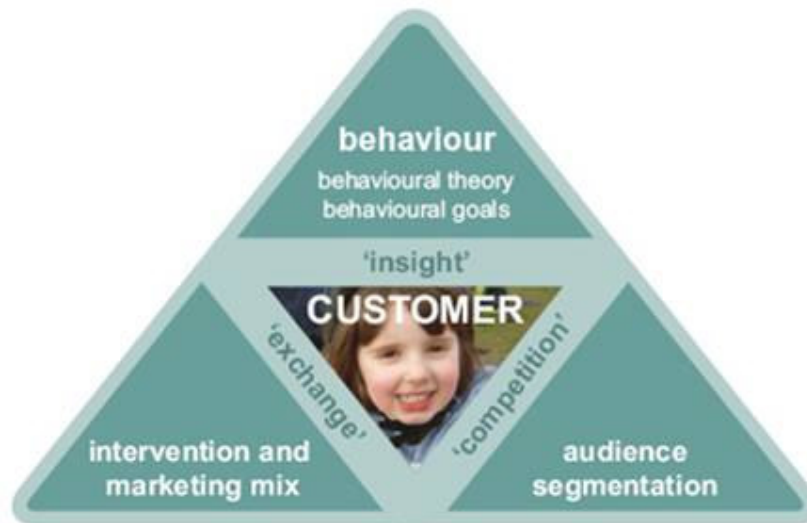 behaviour
behavioural theory
behavioural goals
‘insight’
CUSTOMER
‘exchange’
‘competition’
intervention and
marketing mix
audience
segmentation